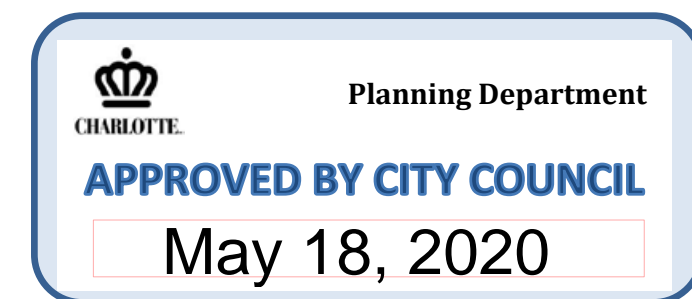 Planning Department
CHARLOTTE.
APPROVED BY CITY COUNCIL
May 18, 2020